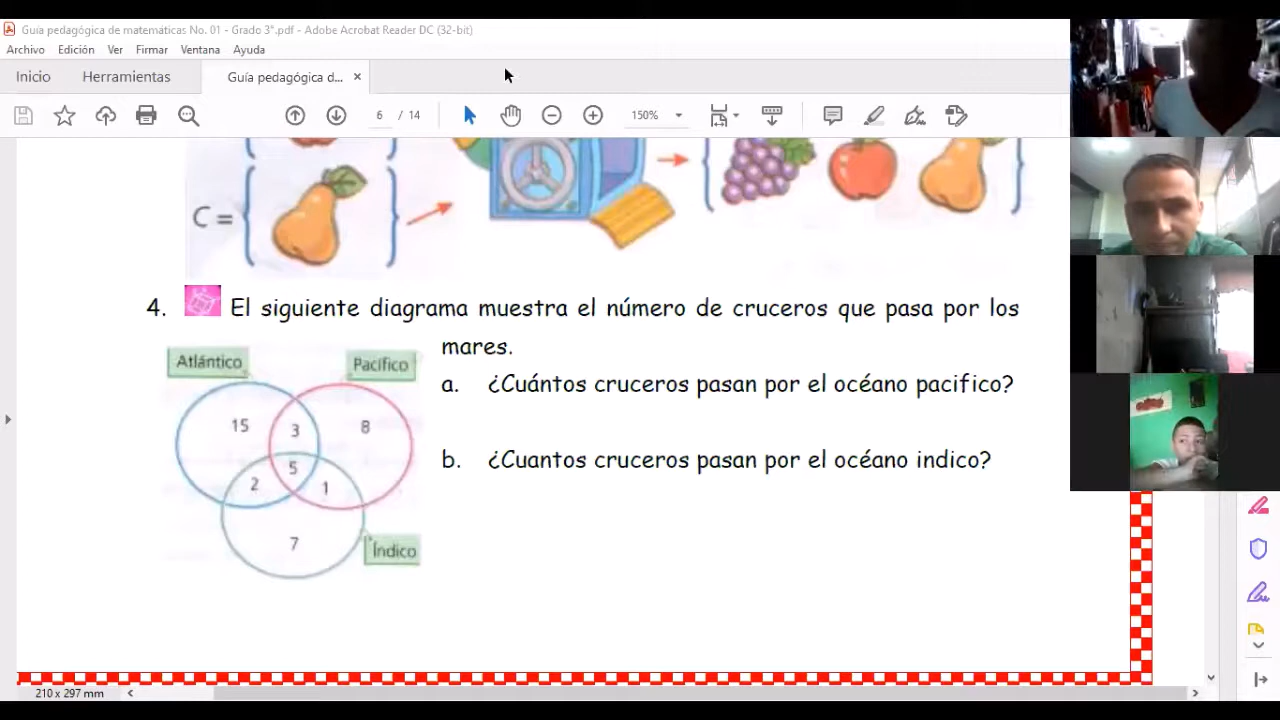 Guía pedagógica de matemáticas No. 01 - Grado 3°.pdf - Adobe Acrobat Reader DC (32-bit)
Archivo Edición Ver Firmar Ventana Ayuda
Inicio Herramientas Guía pedagógica d... ×
6 / 14 150%
C =
4. El siguiente diagrama muestra el número de cruceros que pasa por los
mares.
Atlántico Pacífico
a. ¿Cuántos cruceros pasan por el océano pacifico?
15 3 8
b. ¿Cuantos cruceros pasan por el océano indico?
5
2 1
7
Índico
210 x 297 mm